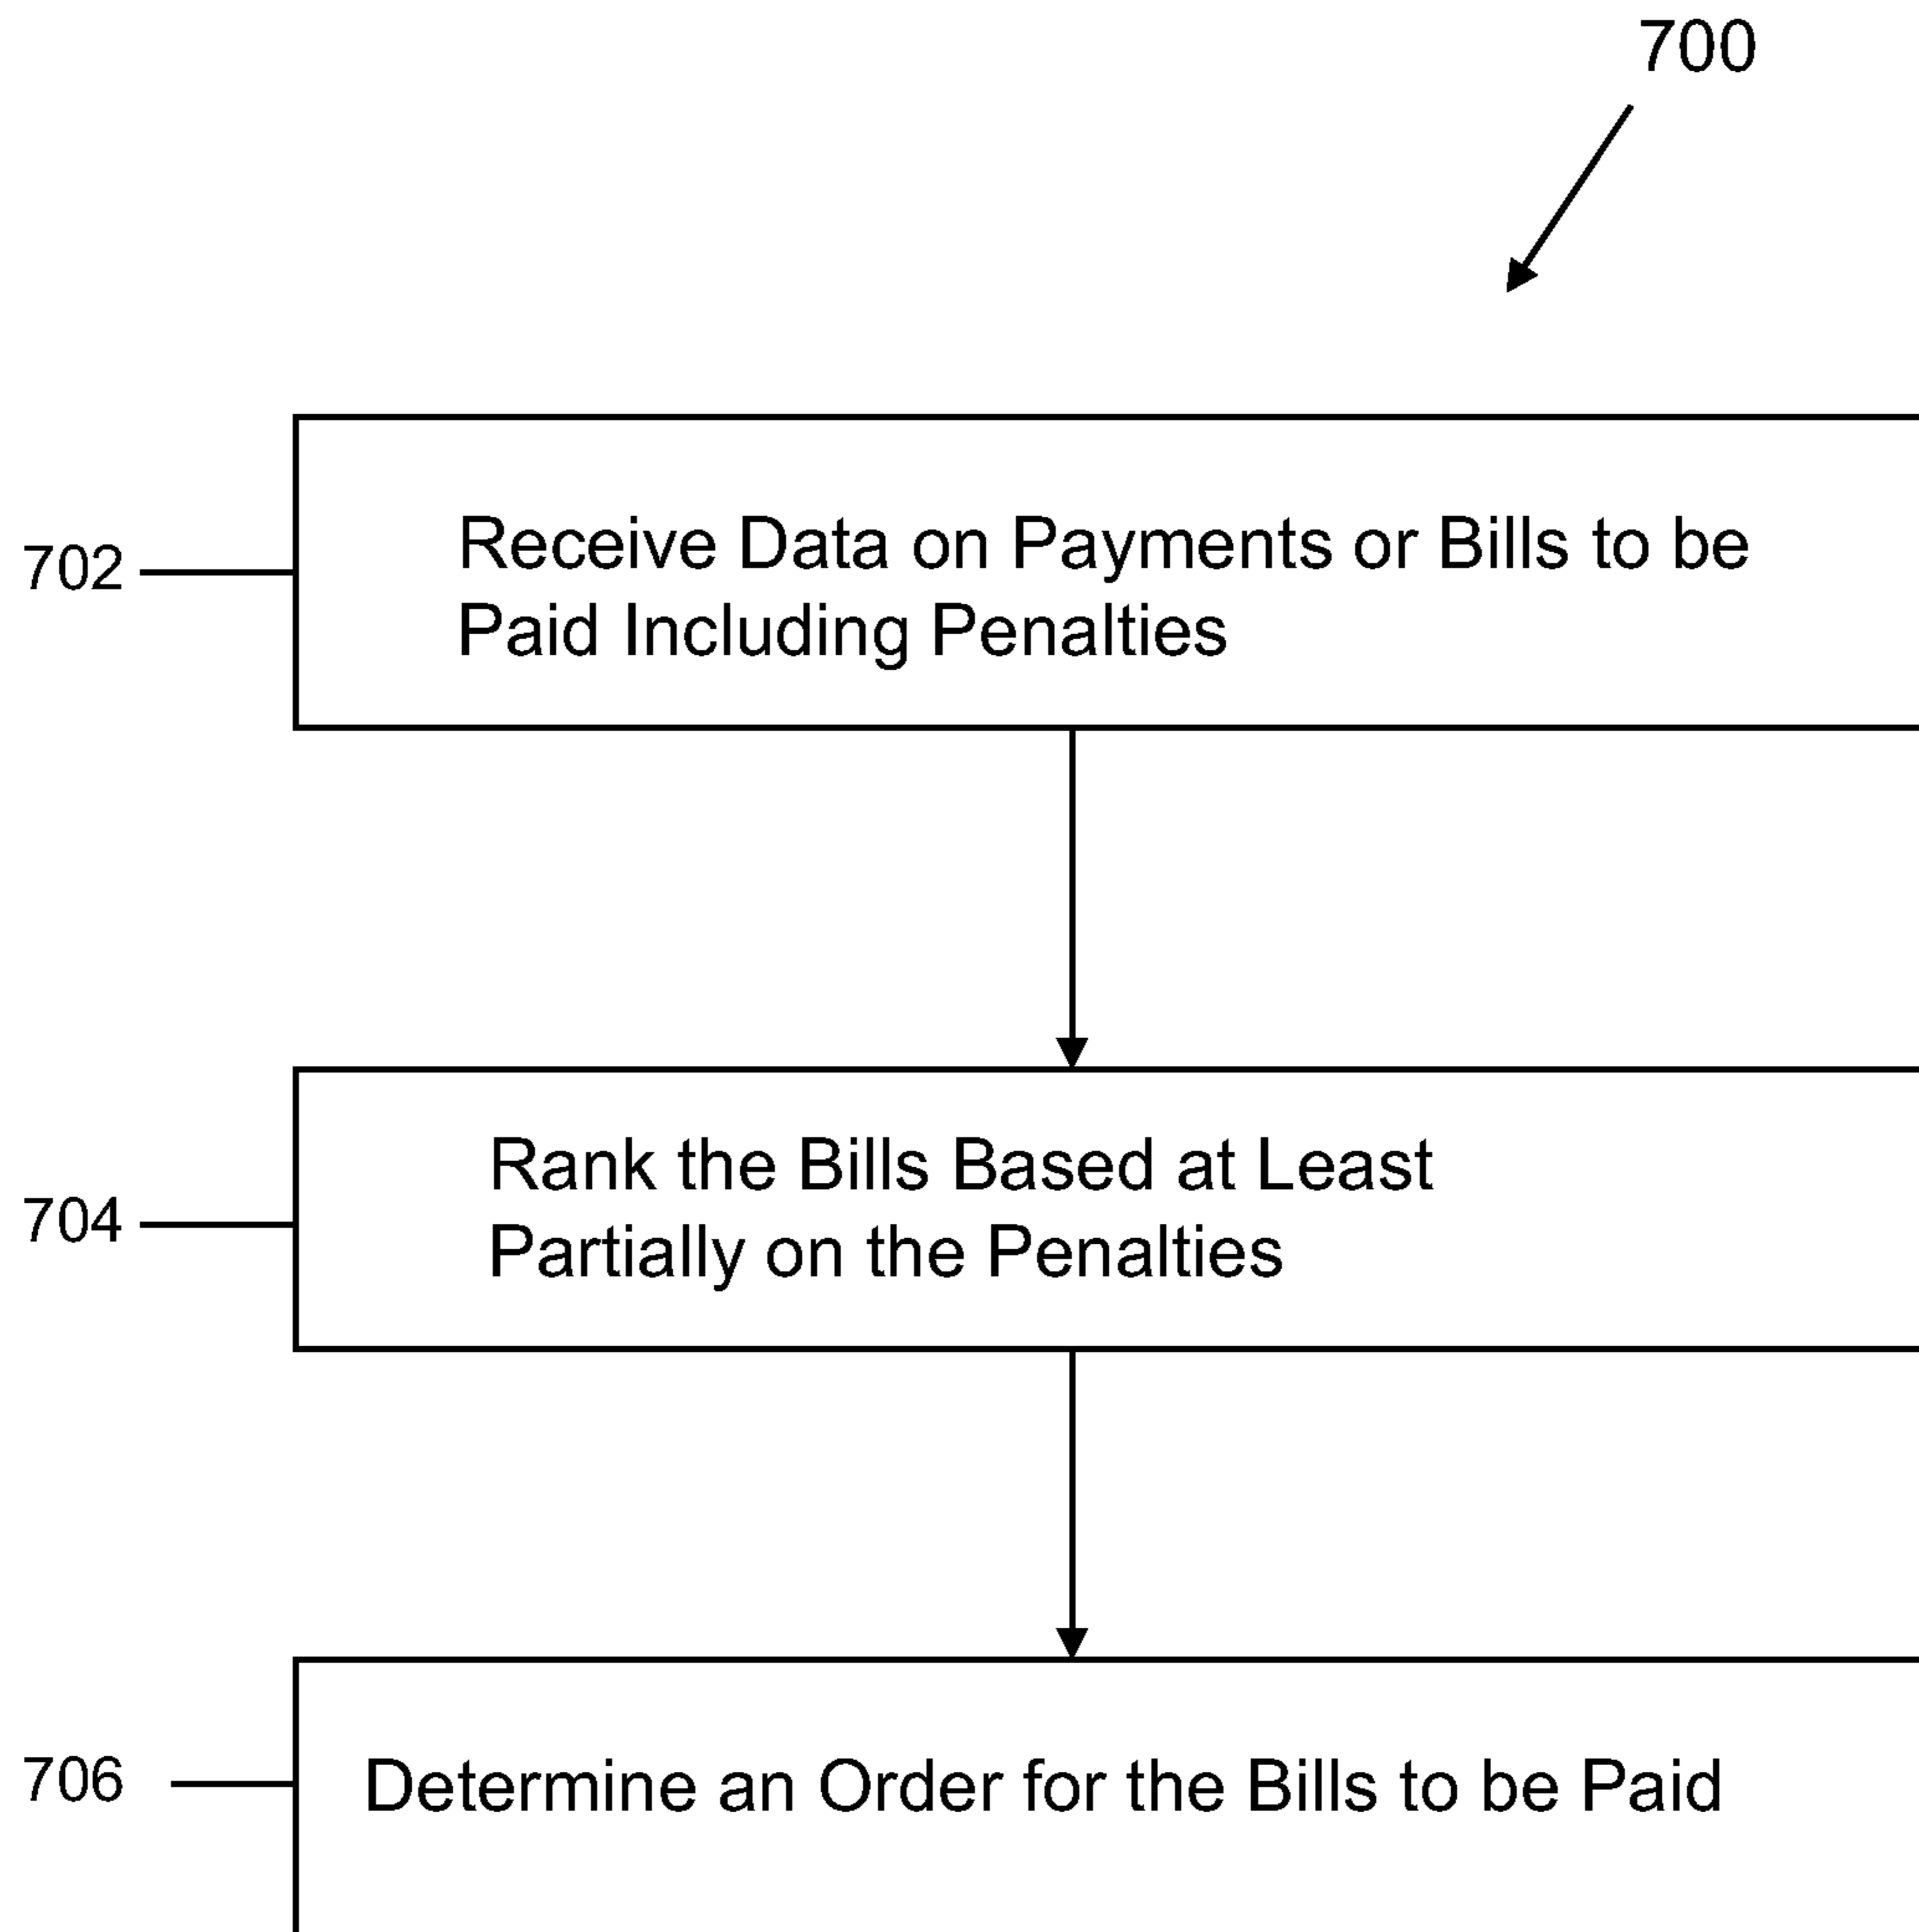 700
702
Receive Data on Payments or Bills to be
Paid Including Penalties
704
Rank the Bills Based at Least
Partially on the Penalties
706
Determine an Order for the Bills to be Paid